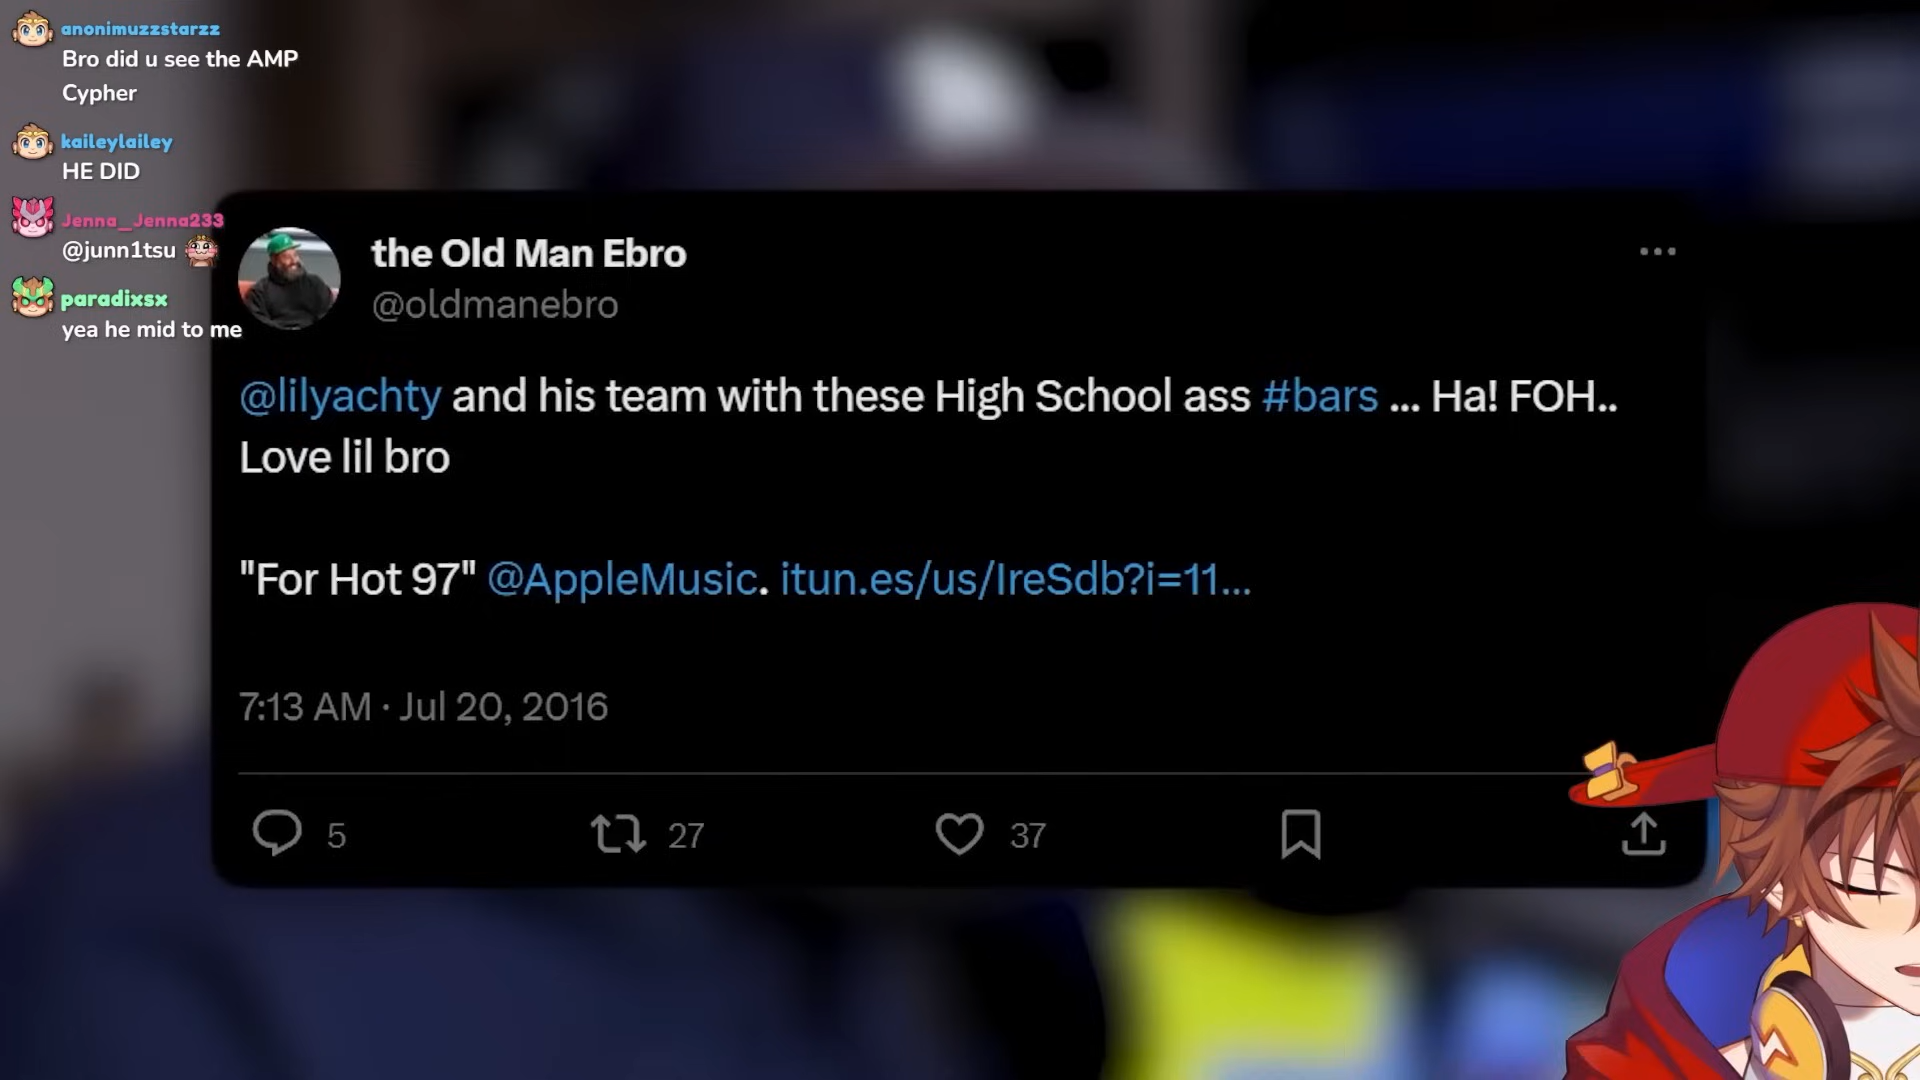 anonimuzzstarzz
Bro did u see the AMP
Cypher
kaileylailey
HE DID
Jenna_Jenna233
@junn1tsu
paradixsx
yea he mid to me
the Old Man Ebro
@oldmanebro
@lilyachty and his team with these High School ass #bars ... Ha! FOH..
Love lil bro
"For Hot 97" @AppleMusic. itun.es/us/IreSdb?i=11...
7:13 AM · Jul 20, 2016
5 27 37